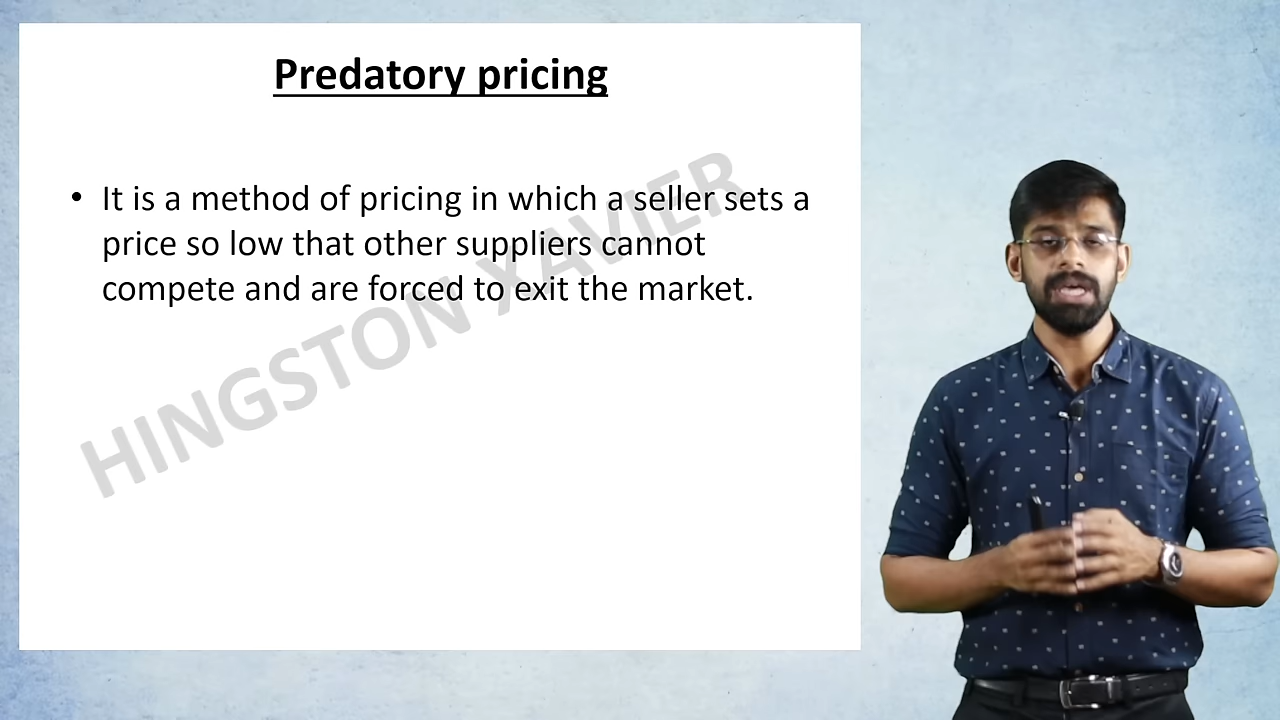 Predatory pricing
• It is a method of pricing in which a seller sets a
price so low that other suppliers cannot
compete and are forced to exit the market.
HINGSTON XAVIER